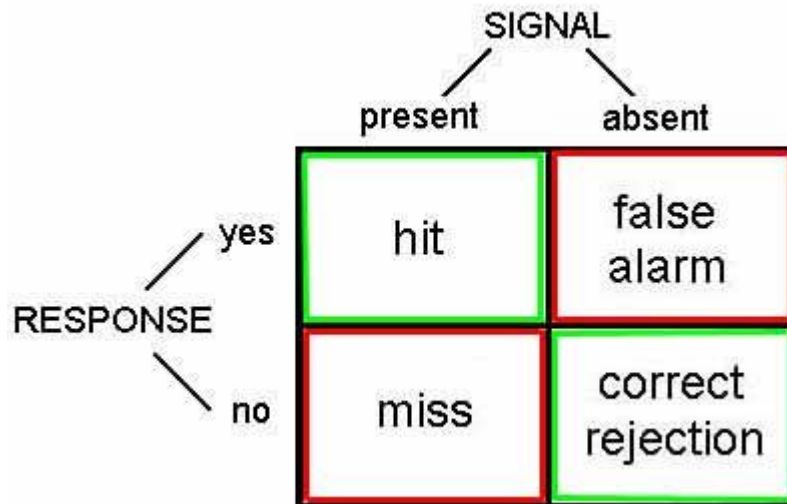 SIGNAL
present absent
yes hit false
alarm
RESPONSE
no miss correct
rejection